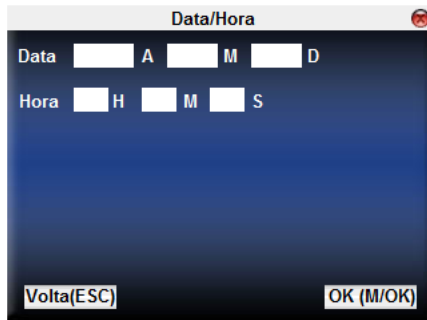 Data/Hora
Data A M D
Hora H M S
Volta(ESC) OK (M/OK)